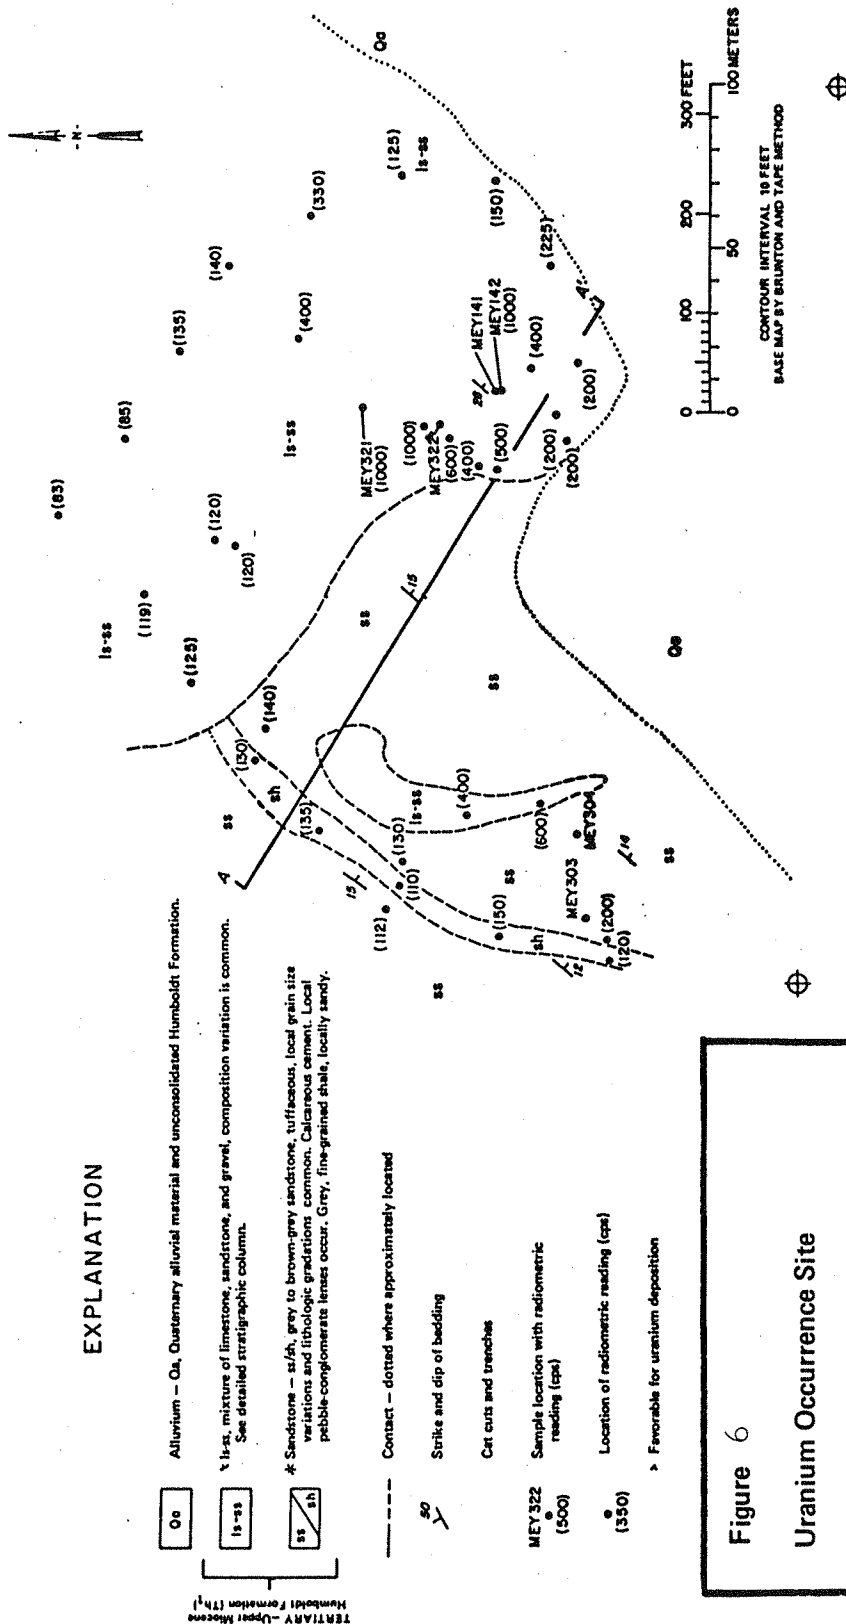 EXPLANATION
TERTIARY - Upper Miocene
Humboldt Formation (Th₁)
Qa
Alluvium – Qa, Quaternary alluvial material and unconsolidated Humboldt Formation.
ls-ss
ls-ss, mixture of limestone, sandstone, and gravel, composition variation is common.
See detailed stratigraphic column.
ss
sh
* Sandstone – ss/sh, grey to brown-grey sandstone, tuffaceous, local grain size
variations and lithologic gradations common. Calcareous cement. Local
pebble-conglomerate lenses occur. Grey, fine-grained shale, locally sandy.
Contact – dotted where approximately located
50
Strike and dip of bedding
Cat cuts and trenches
MEY322
(500)
Sample location with radiometric
reading (cps)
(350)
Location of radiometric reading (cps)
> Favorable for uranium deposition
Figure 6
Uranium Occurrence Site
-N-
Qa
(83)
(85)
(135)
(140)
(330)
(125)
ls-ss
(150)
(225)
ls-ss
(119)
(125)
(120)
(120)
ls-ss
(400)
MEY321
(1000)
(1000)
MEY322
(600)
(400)
(500)
28
MEY141
MEY142
(1000)
(400)
A'
(200)
(200)
(200)
ss
15
ss
(140)
(130)
sh
ss
A
(135)
15
(130)
(110)
(112)
ls-ss
(400)
(600)
MEY304
MEY303
14
ss
ss
(150)
sh
12
(200)
(120)
ss
Qa
0 100 200 300 FEET
0 50 100 METERS
CONTOUR INTERVAL 10 FEET
BASE MAP BY BRUNTON AND TAPE METHOD